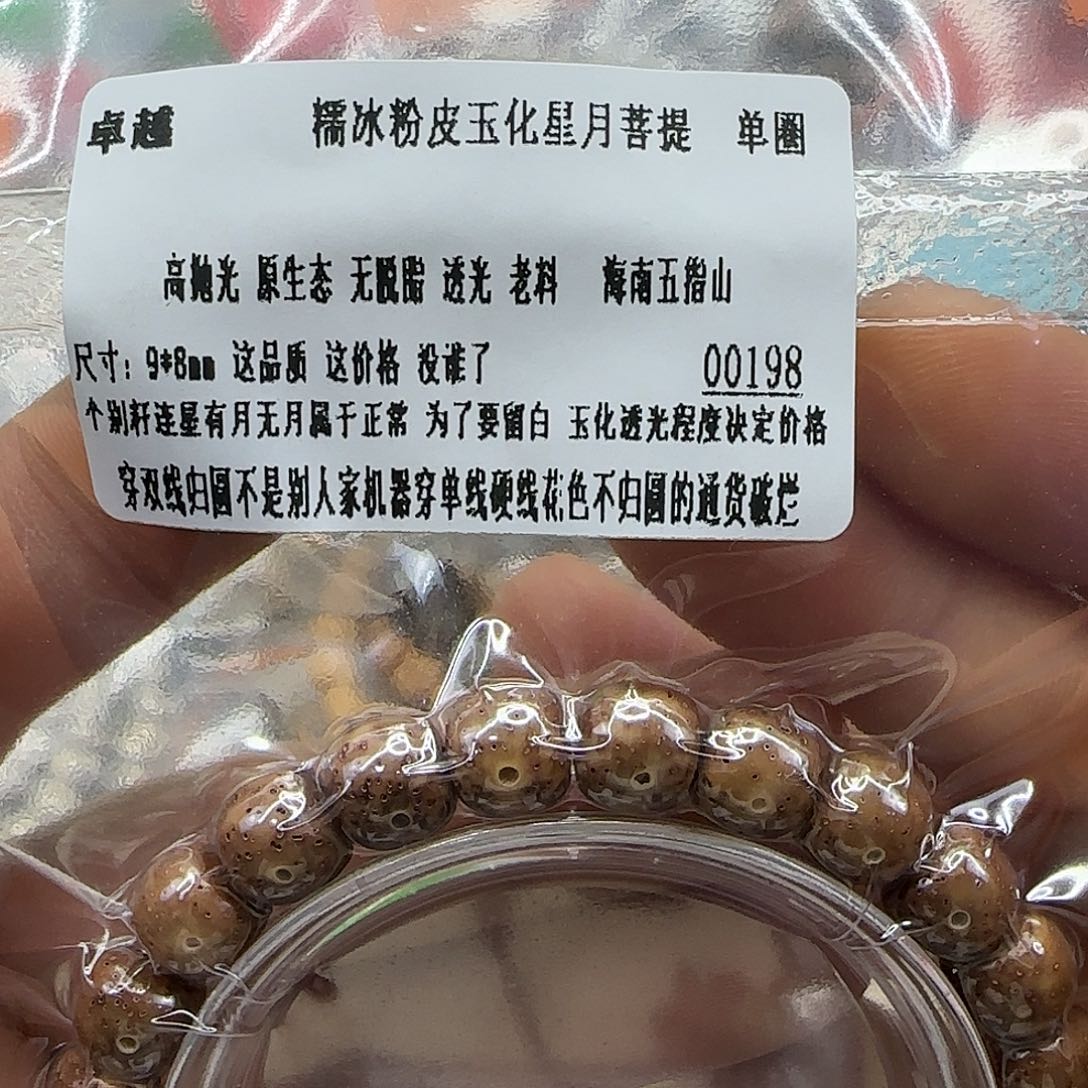 卓越 糯冰粉皮玉化星月菩提 单圈
高抛光 原生态 无脱脂 透光 老料 海南五指山
尺寸：9*8mm 这品质 这价格 没谁了 00198
个别籽连星有月无月属于正常 为了要留白 玉化透光程度决定价格
穿双线归圆不是别人家机器穿单线硬线花色不归圆的通货破烂